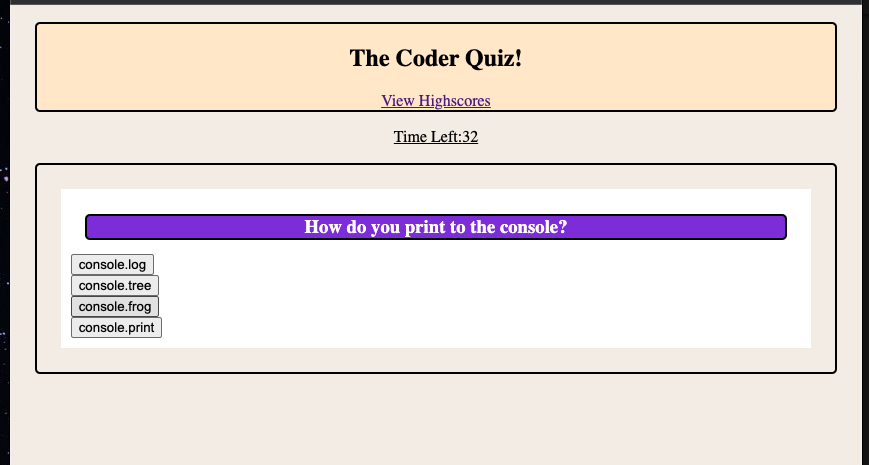 The Coder Quiz!
View Highscores
Time Left:32
How do you print to the console?
console.log
console.tree
console.frog
console.print